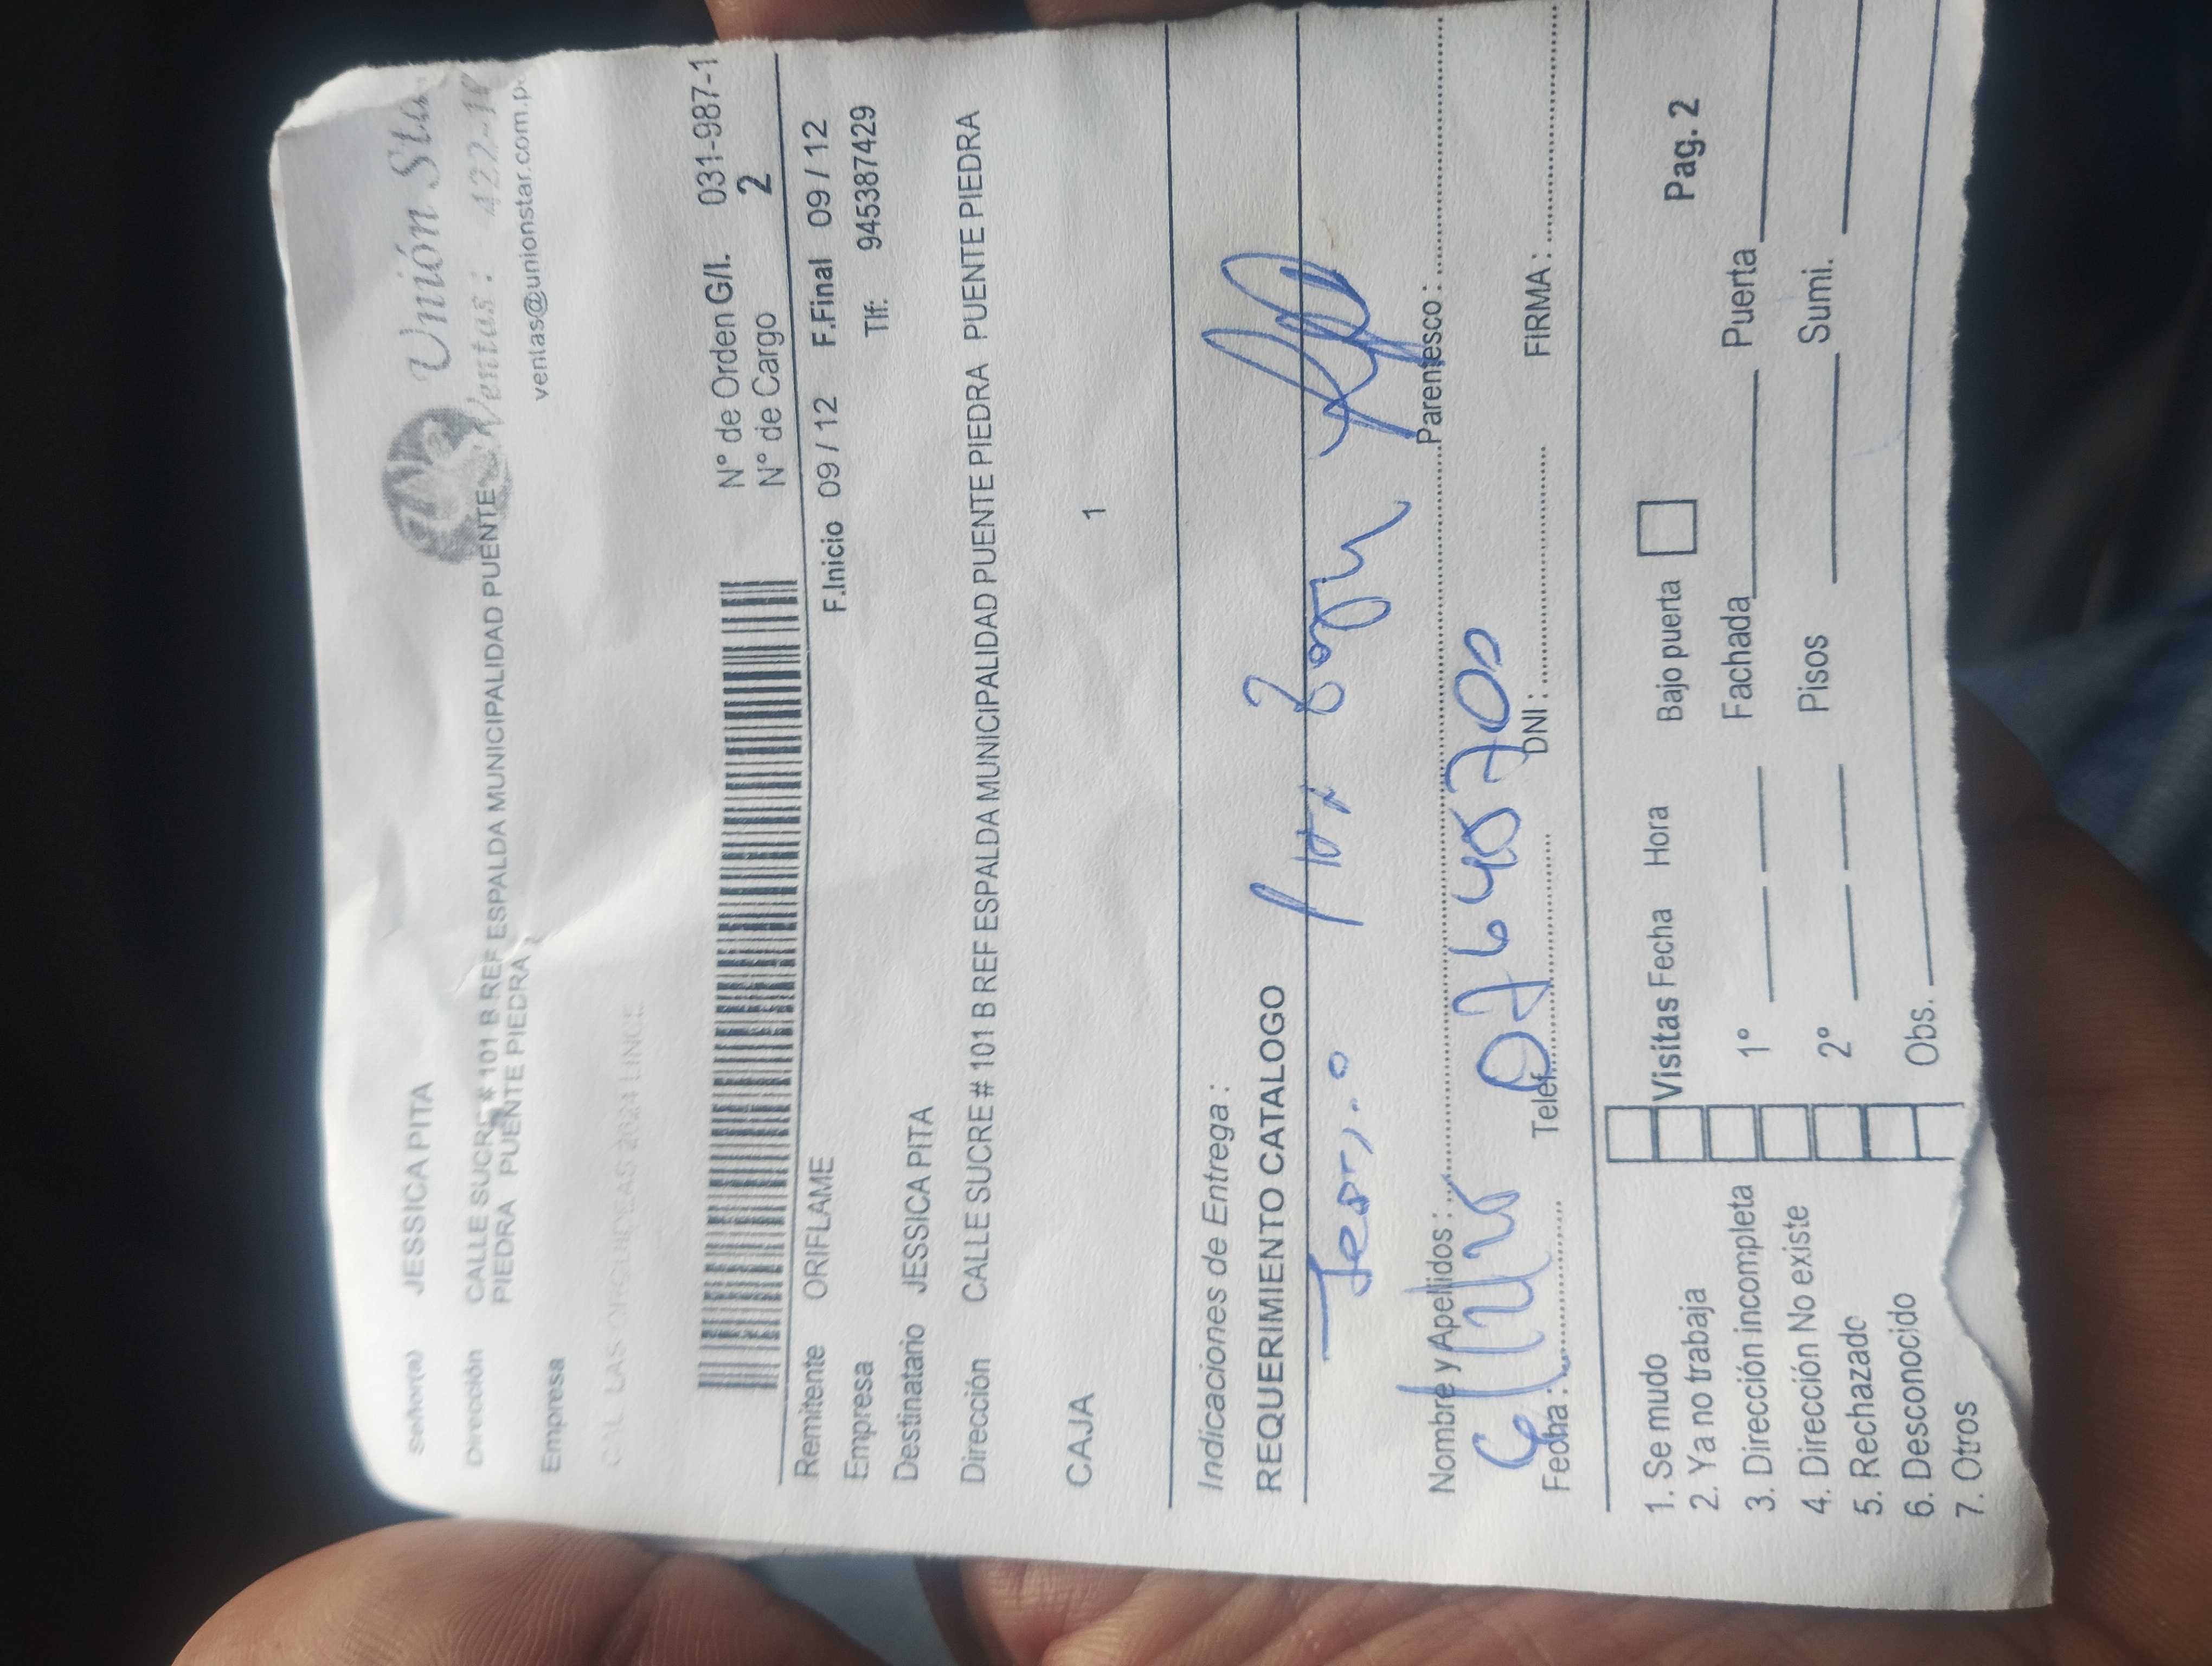 Unión
Ventas :
ventas@unionstar.com.p
Señor(a) JESSICA PITA
Dirección CALLE SUCRE # 101 B REF ESPALDA MUNICIPALIDAD PUENTE
PIEDRA PUENTE PIEDRA
Empresa
N° de Orden G/I. 031-987-1
N° de Cargo 2
Remitente ORIFLAME F.Inicio 09 / 12 F.Final 09 / 12
Empresa Tlf: 945387429
Destinatario JESSICA PITA
Dirección CALLE SUCRE # 101 B REF ESPALDA MUNICIPALIDAD PUENTE PIEDRA PUENTE PIEDRA
CAJA 1
Indicaciones de Entrega :
REQUERIMIENTO CATALOGO
Nombre y Apellidos : Parentesco :
Fecha : Telef. DNI : FIRMA :
1. Se mudo Visitas Fecha Hora Bajo puerta Pag. 2
2. Ya no trabaja
3. Dirección incompleta 1° Fachada Puerta
4. Dirección No existe
5. Rechazado 2° Pisos Sumi.
6. Desconocido
7. Otros Obs.